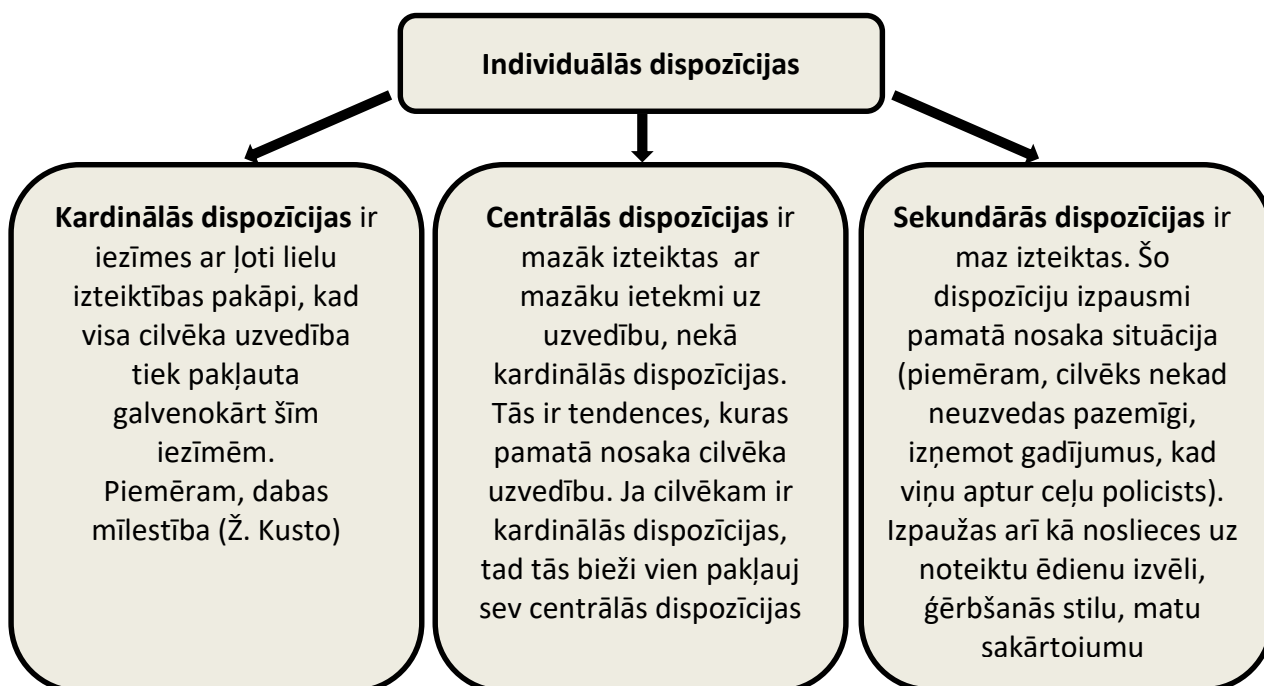 Individuālās dispozīcijas
Kardinālās dispozīcijas ir
iezīmes ar ļoti lielu
izteiktības pakāpi, kad
visa cilvēka uzvedība
tiek pakļauta
galvenokārt šīm
iezīmēm.
Piemēram, dabas
mīlestība (Ž. Kusto)
Centrālās dispozīcijas ir
mazāk izteiktas ar
mazāku ietekmi uz
uzvedību, nekā
kardinālās dispozīcijas.
Tās ir tendences, kuras
pamatā nosaka cilvēka
uzvedību. Ja cilvēkam ir
kardinālās dispozīcijas,
tad tās bieži vien pakļauj
sev centrālās dispozīcijas
Sekundārās dispozīcijas ir
maz izteiktas. Šo
dispozīciju izpausmi
pamatā nosaka situācija
(piemēram, cilvēks nekad
neuzvedas pazemīgi,
izņemot gadījumus, kad
viņu aptur ceļu policists).
Izpaužas arī kā noslieces uz
noteiktu ēdienu izvēli,
ģērbšanās stilu, matu
sakārtojumu